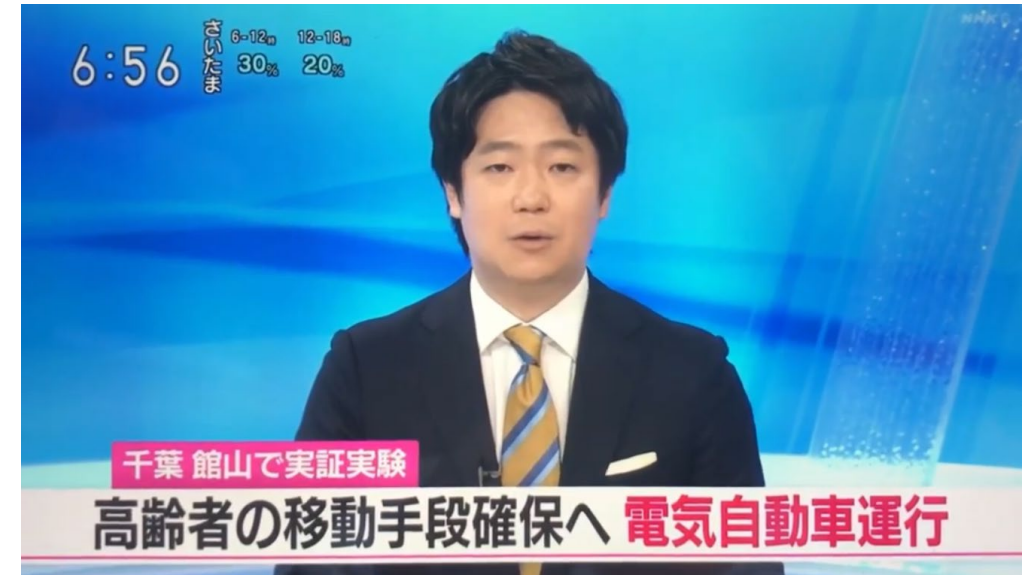 6:56
さいたま
6-12時 12-18時
30% 20%
NHK G
千葉 館山で実証実験
高齢者の移動手段確保へ 電気自動車運行